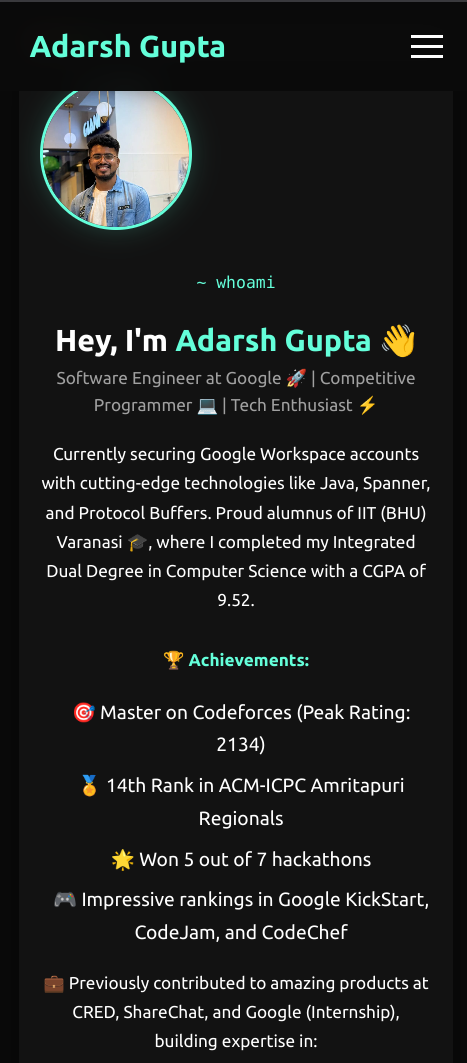 Adarsh Gupta
~ whoami
Hey, I'm Adarsh Gupta 👋
Software Engineer at Google 🚀 | Competitive
Programmer 💻 | Tech Enthusiast ⚡
Currently securing Google Workspace accounts
with cutting-edge technologies like Java, Spanner,
and Protocol Buffers. Proud alumnus of IIT (BHU)
Varanasi 🎓, where I completed my Integrated
Dual Degree in Computer Science with a CGPA of
9.52.
🏆 Achievements:
🎯 Master on Codeforces (Peak Rating:
2134)
🏅 14th Rank in ACM-ICPC Amritapuri
Regionals
🌟 Won 5 out of 7 hackathons
🎮 Impressive rankings in Google KickStart,
CodeJam, and CodeChef
💼 Previously contributed to amazing products at
CRED, ShareChat, and Google (Internship),
building expertise in: